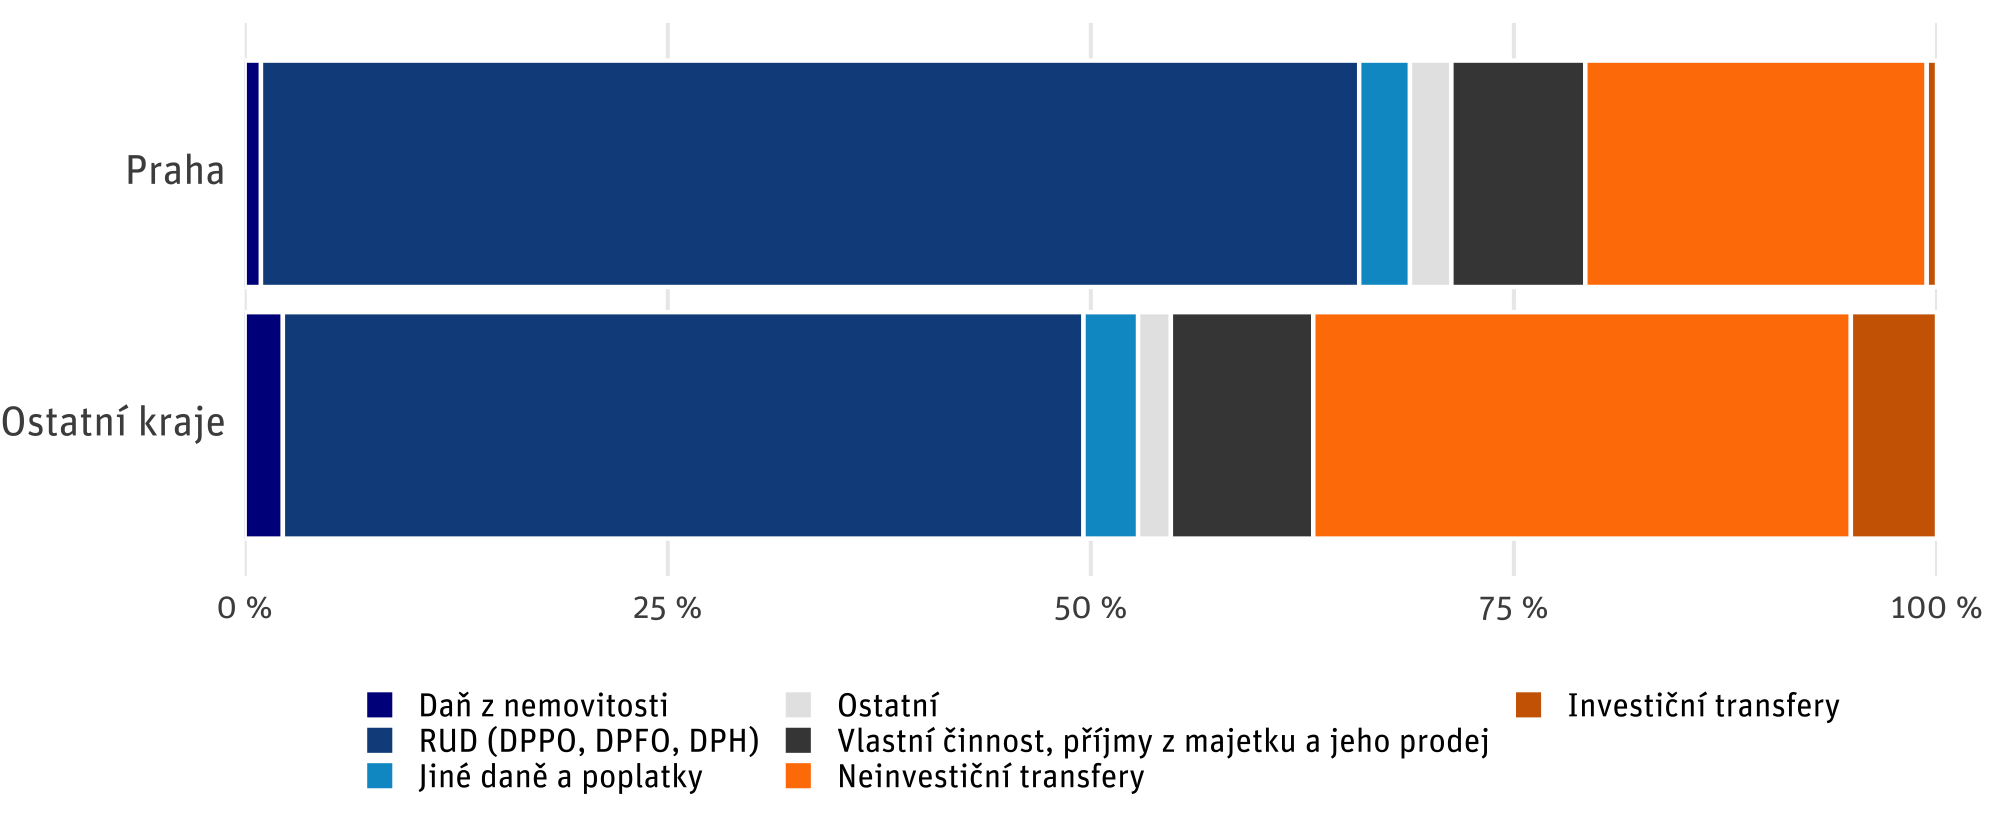 Praha
Ostatní kraje
0 %
25 %
50 %
75 %
100 %
Daň z nemovitosti
RUD (DPPO, DPFO, DPH)
Jiné daně a poplatky
Ostatní
Vlastní činnost, příjmy z majetku a jeho prodej
Neinvestiční transfery
Investiční transfery